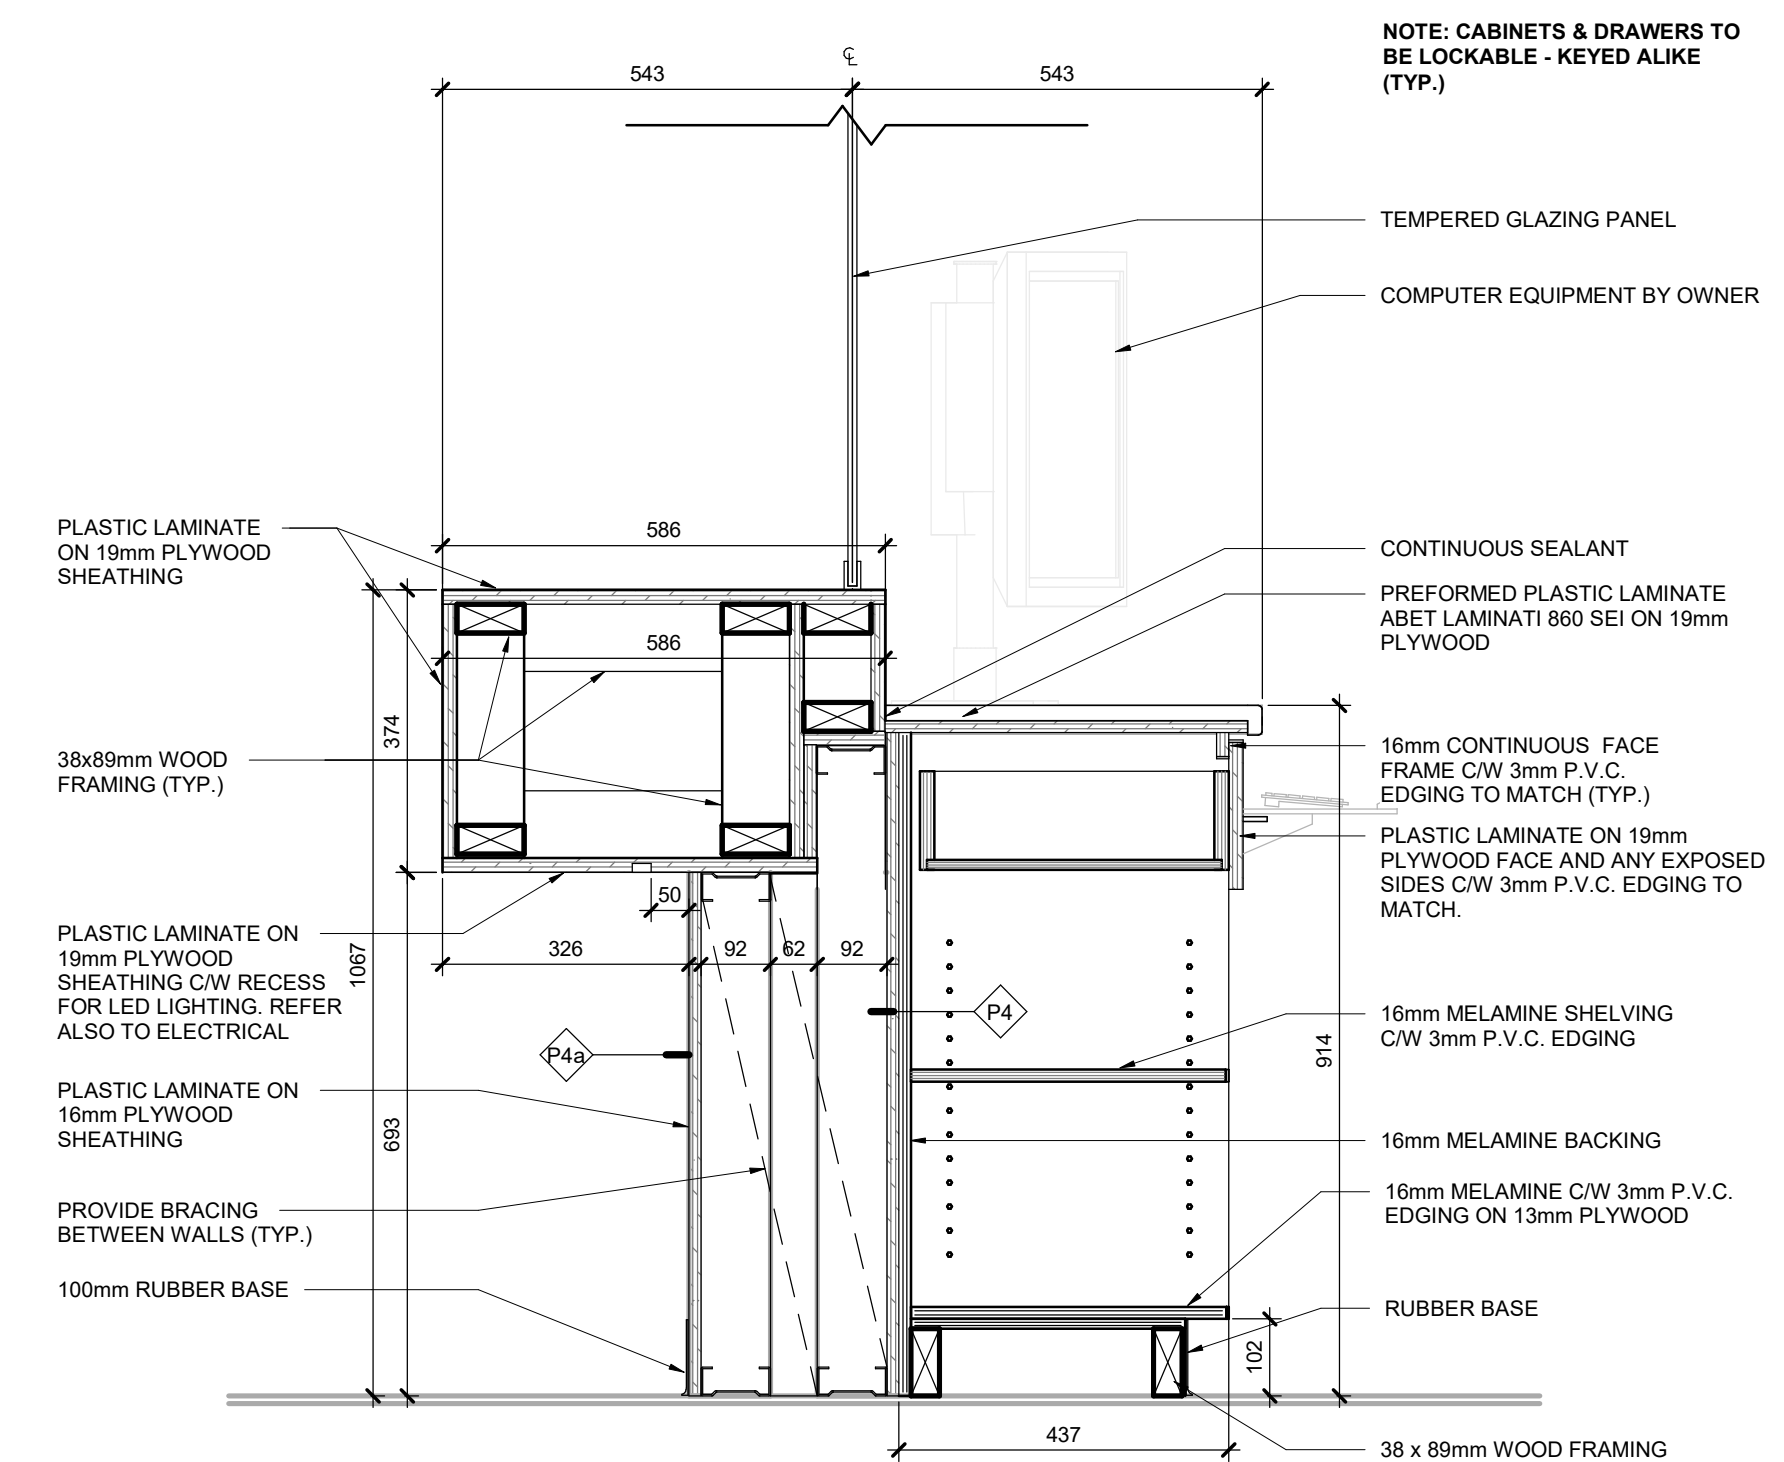 NOTE: CABINETS & DRAWERS TO
BE LOCKABLE - KEYED ALIKE
(TYP.)
℄
543
543
TEMPERED GLAZING PANEL
COMPUTER EQUIPMENT BY OWNER
586
PLASTIC LAMINATE
ON 19mm PLYWOOD
SHEATHING
CONTINUOUS SEALANT
PREFORMED PLASTIC LAMINATE
ABET LAMINATI 860 SEI ON 19mm
PLYWOOD
586
374
38x89mm WOOD
FRAMING (TYP.)
16mm CONTINUOUS FACE
FRAME C/W 3mm P.V.C.
EDGING TO MATCH (TYP.)
PLASTIC LAMINATE ON 19mm
PLYWOOD FACE AND ANY EXPOSED
SIDES C/W 3mm P.V.C. EDGING TO
MATCH.
50
PLASTIC LAMINATE ON
19mm PLYWOOD
SHEATHING C/W RECESS
FOR LED LIGHTING. REFER
ALSO TO ELECTRICAL
1067
326
92
62
92
P4
P4a
16mm MELAMINE SHELVING
C/W 3mm P.V.C. EDGING
914
PLASTIC LAMINATE ON
16mm PLYWOOD
SHEATHING
693
16mm MELAMINE BACKING
PROVIDE BRACING
BETWEEN WALLS (TYP.)
16mm MELAMINE C/W 3mm P.V.C.
EDGING ON 13mm PLYWOOD
100mm RUBBER BASE
RUBBER BASE
102
437
38 x 89mm WOOD FRAMING